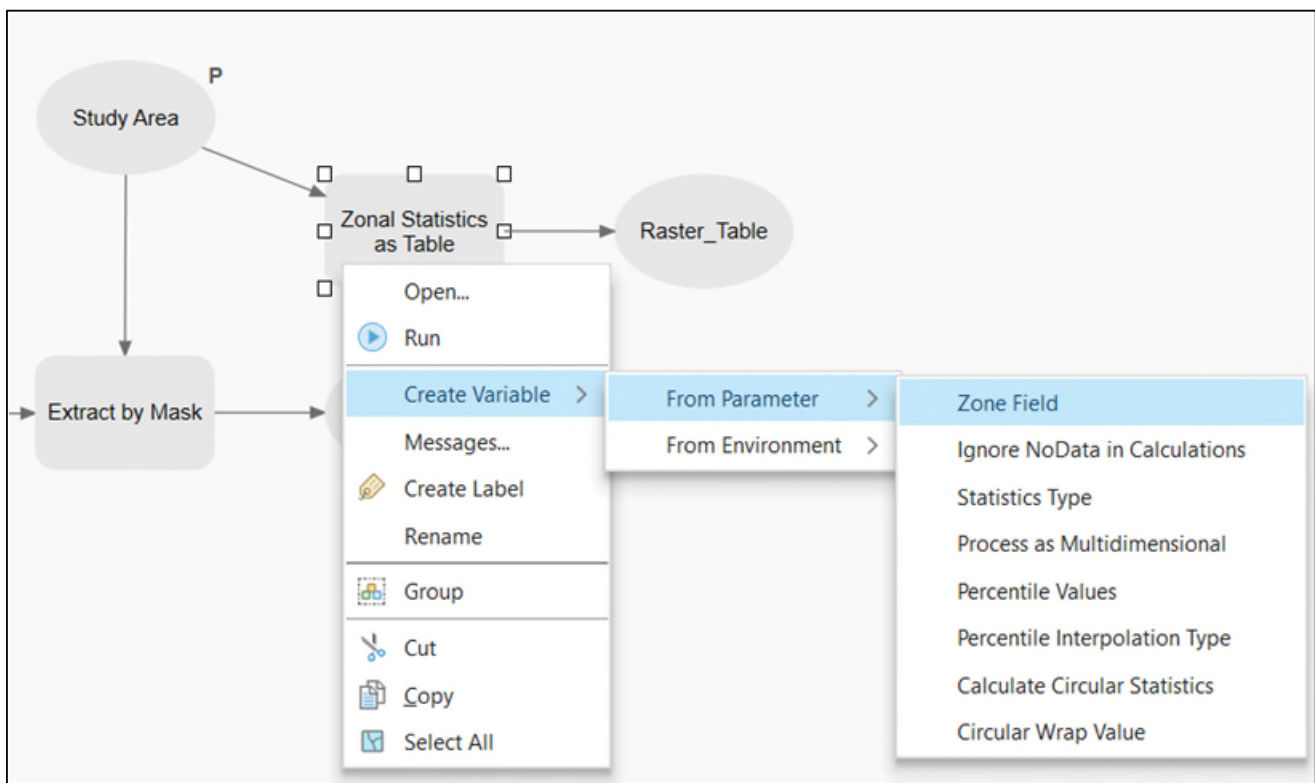 P
Study Area
Zonal Statistics
as Table
Raster_Table
Extract by Mask
Open...
Run
Create Variable
Messages...
Create Label
Rename
Group
Cut
Copy
Select All
From Parameter
From Environment
Zone Field
Ignore NoData in Calculations
Statistics Type
Process as Multidimensional
Percentile Values
Percentile Interpolation Type
Calculate Circular Statistics
Circular Wrap Value